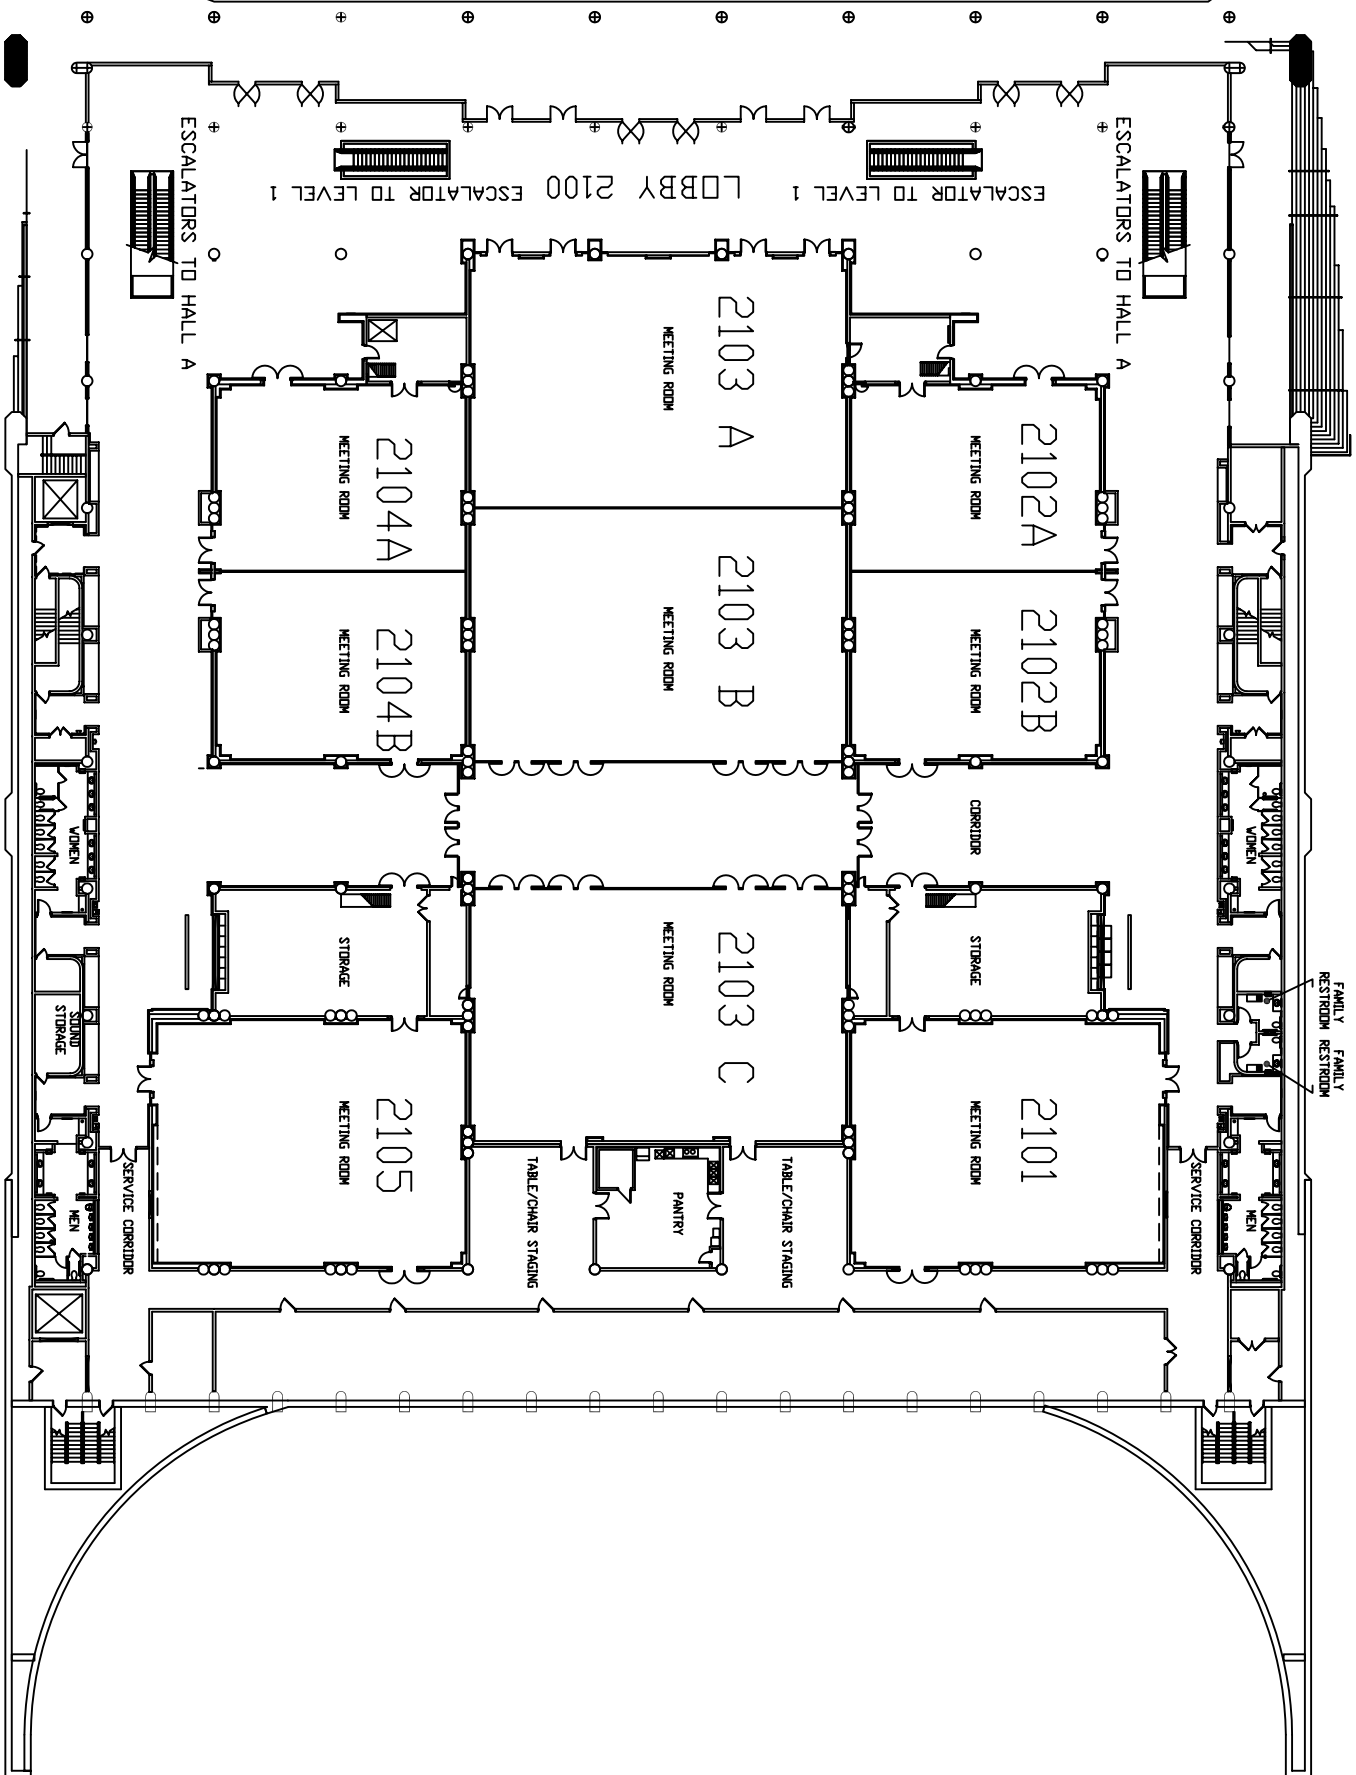 ESCALATORS TO HALL A
ESCALATOR TO LEVEL 1
LOBBY 2100
ESCALATOR TO LEVEL 1
ESCALATORS TO HALL A
2103 A
MEETING ROOM
2104A
MEETING ROOM
2102A
MEETING ROOM
2103 B
MEETING ROOM
2104B
MEETING ROOM
2102B
MEETING ROOM
WOMEN
CORRIDOR
WOMEN
STORAGE
2103 C
MEETING ROOM
STORAGE
SOUND
STORAGE
FAMILY
RESTROOM
FAMILY
RESTROOM
2105
MEETING ROOM
2101
MEETING ROOM
TABLE/CHAIR STAGING
PANTRY
TABLE/CHAIR STAGING
MEN
SERVICE CORRIDOR
SERVICE CORRIDOR
MEN